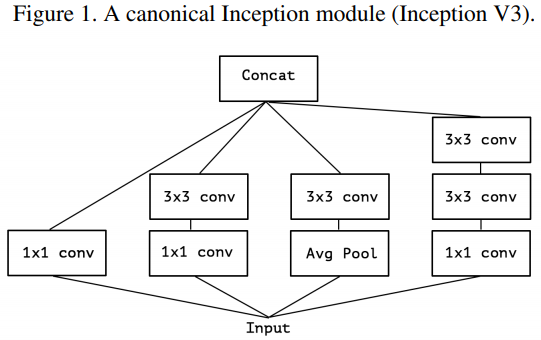 Figure 1. A canonical Inception module (Inception V3).
Concat
3x3 conv
3x3 conv
3x3 conv
3x3 conv
1x1 conv
1x1 conv
Avg Pool
1x1 conv
Input